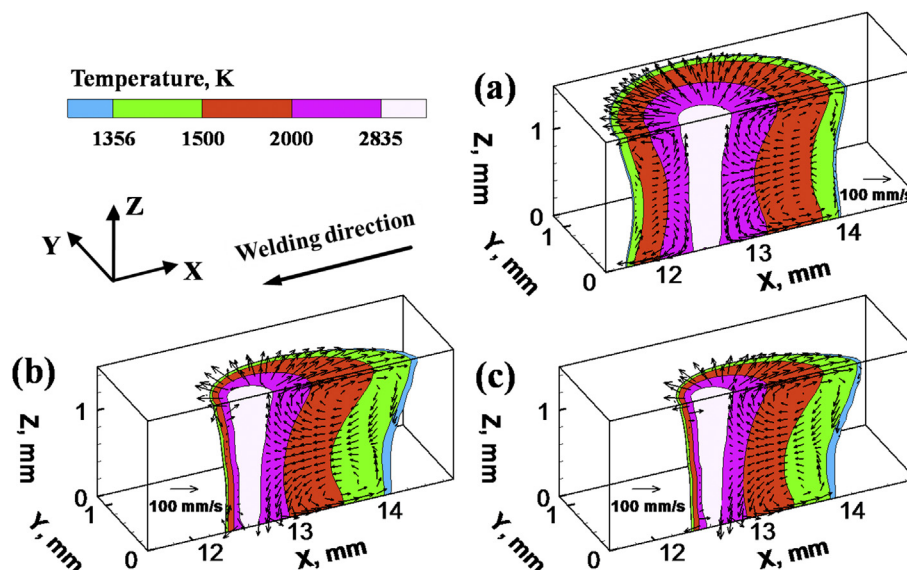 Temperature, K
1356 1500 2000 2835
Z
Y
X
Welding direction
(a)
Z, mm
1
0
100 mm/s
Y, mm
1
0
12 13 14
X, mm
(b)
Z, mm
1
0
100 mm/s
Y, mm
1
0
12 13 14
X, mm
(c)
Z, mm
1
0
100 mm/s
Y, mm
1
0
12 13 14
X, mm